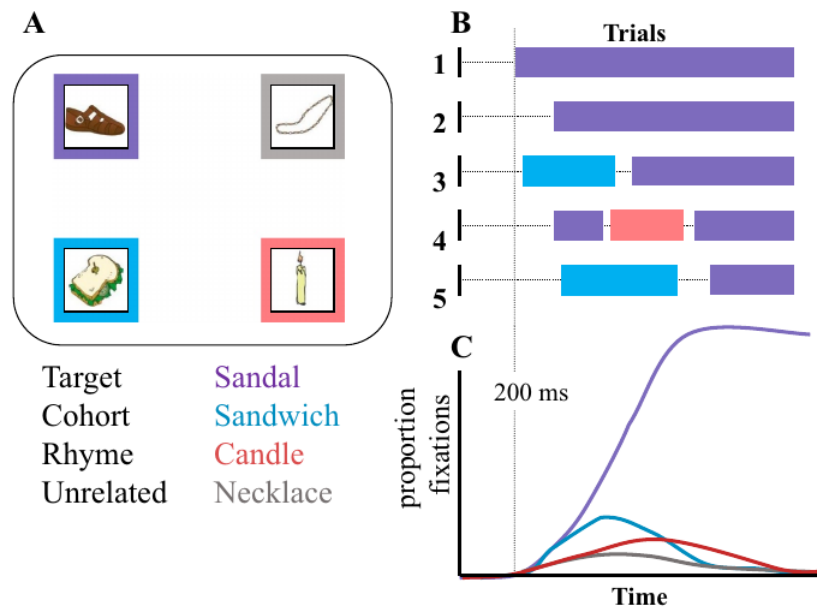 A
Target Sandal
Cohort Sandwich
Rhyme Candle
Unrelated Necklace
B
Trials
1
2
3
4
5
C
200 ms
proportion
fixations
Time